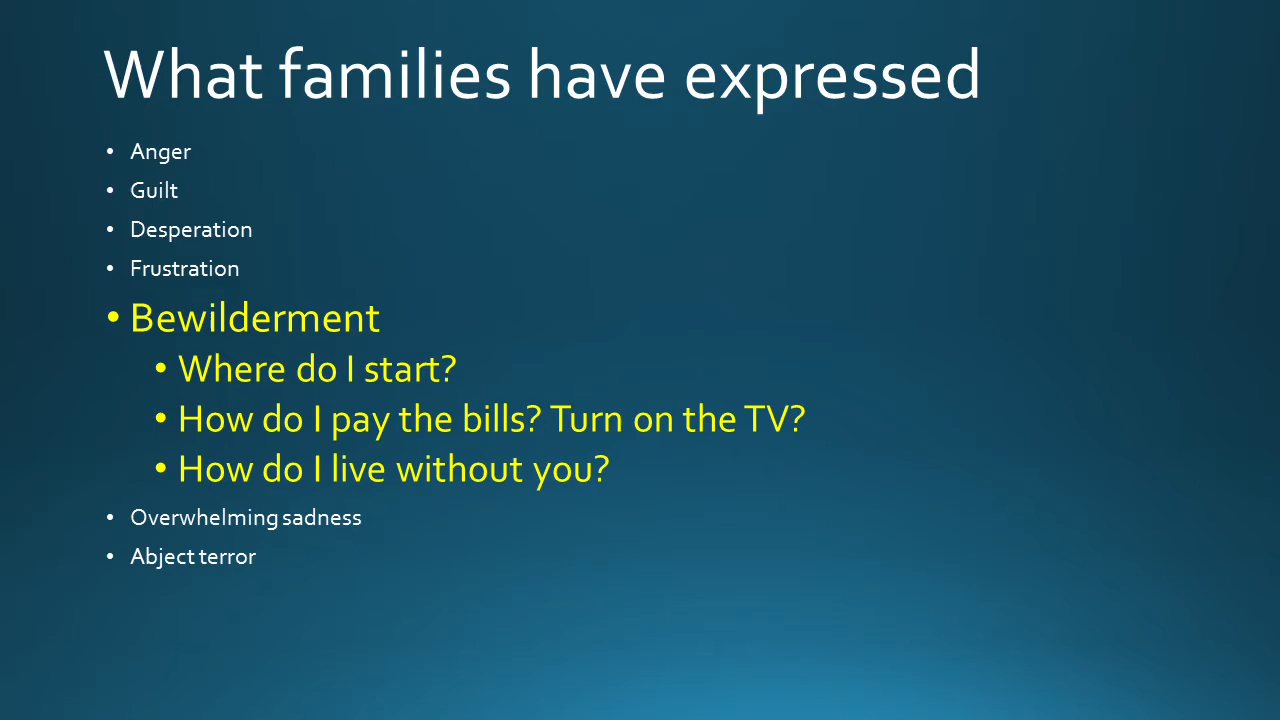 What families have expressed
• Anger
• Guilt
• Desperation
• Frustration
• Bewilderment
• Where do I start?
• How do I pay the bills? Turn on the TV?
• How do I live without you?
• Overwhelming sadness
• Abject terror